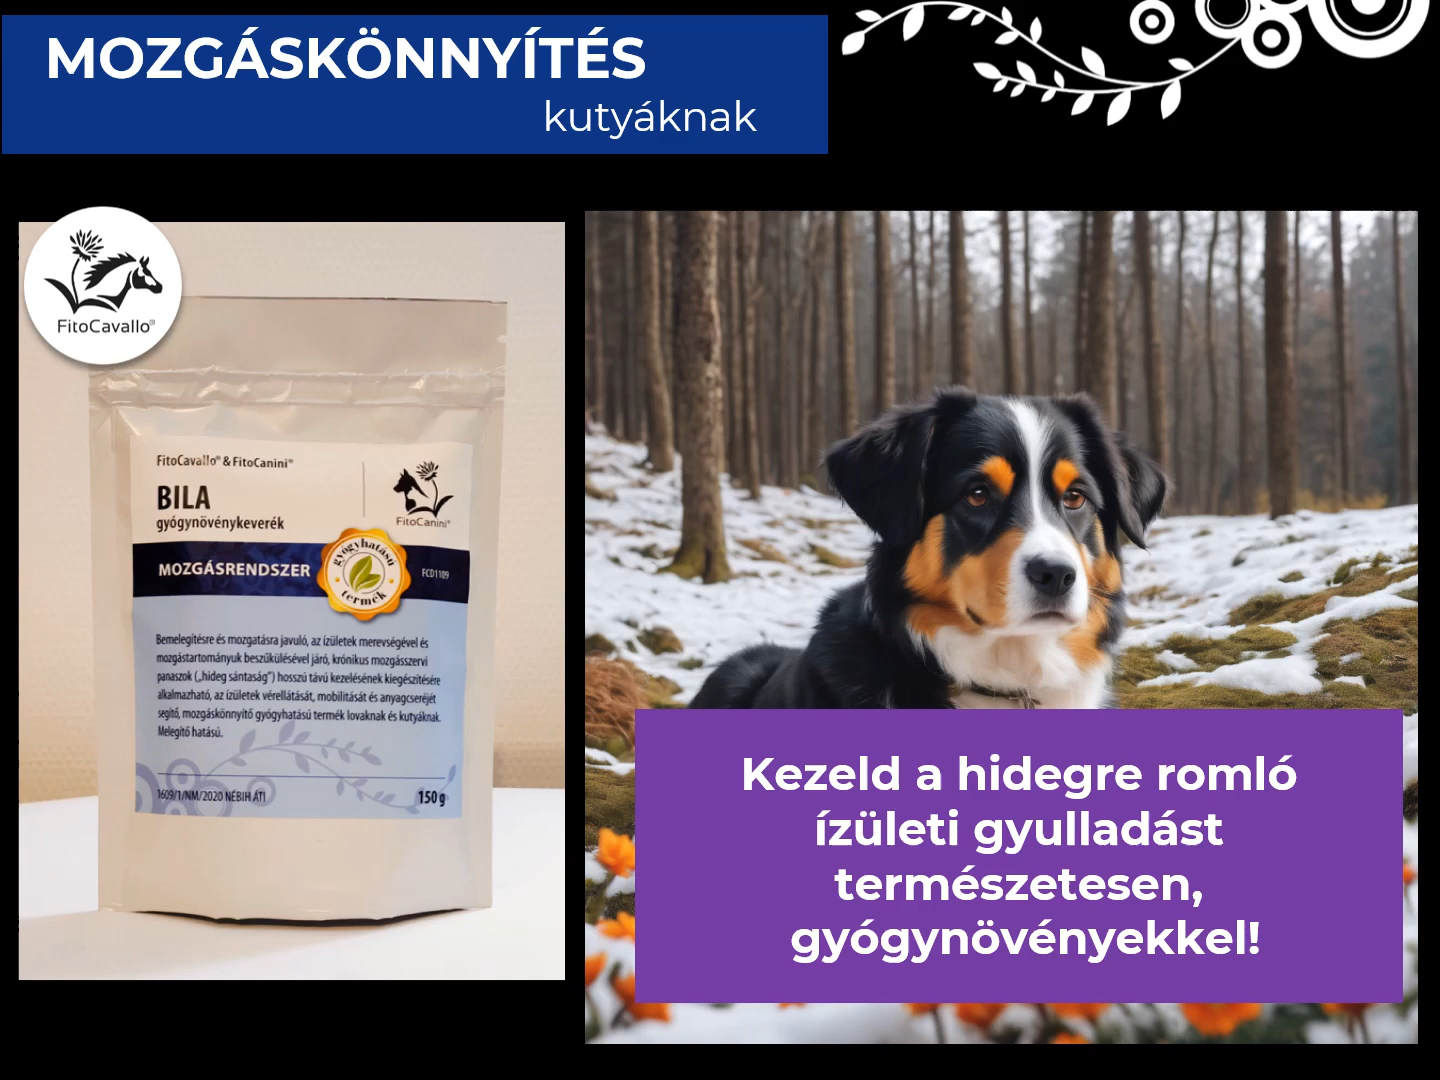 MOZGÁSKÖNNYÍTÉS
kutyáknak
FitoCavallo®
FitoCavallo® & FitoCanini®
BILA
gyógynövénykeverék
FitoCanini®
MOZGÁSRENDSZER
gyógyhatású
termék
FCD1109
Bemelegítésre és mozgatásra javuló, az ízületek merevségével és
mozgástartományuk beszűkülésével járó, krónikus mozgásszervi
panaszok („hideg sántaság") hosszú távú kezelésének kiegészítésére
alkalmazható, az ízületek vérellátását, mobilitását és anyagcseréjét
segítő, mozgáskönnyítő gyógyhatású termék lovaknak és kutyáknak.
Melegítő hatású.
1609/1/NM/2020 NÉBIH ÁTI
150 g
Kezeld a hidegre romló
ízületi gyulladást
természetesen,
gyógynövényekkel!